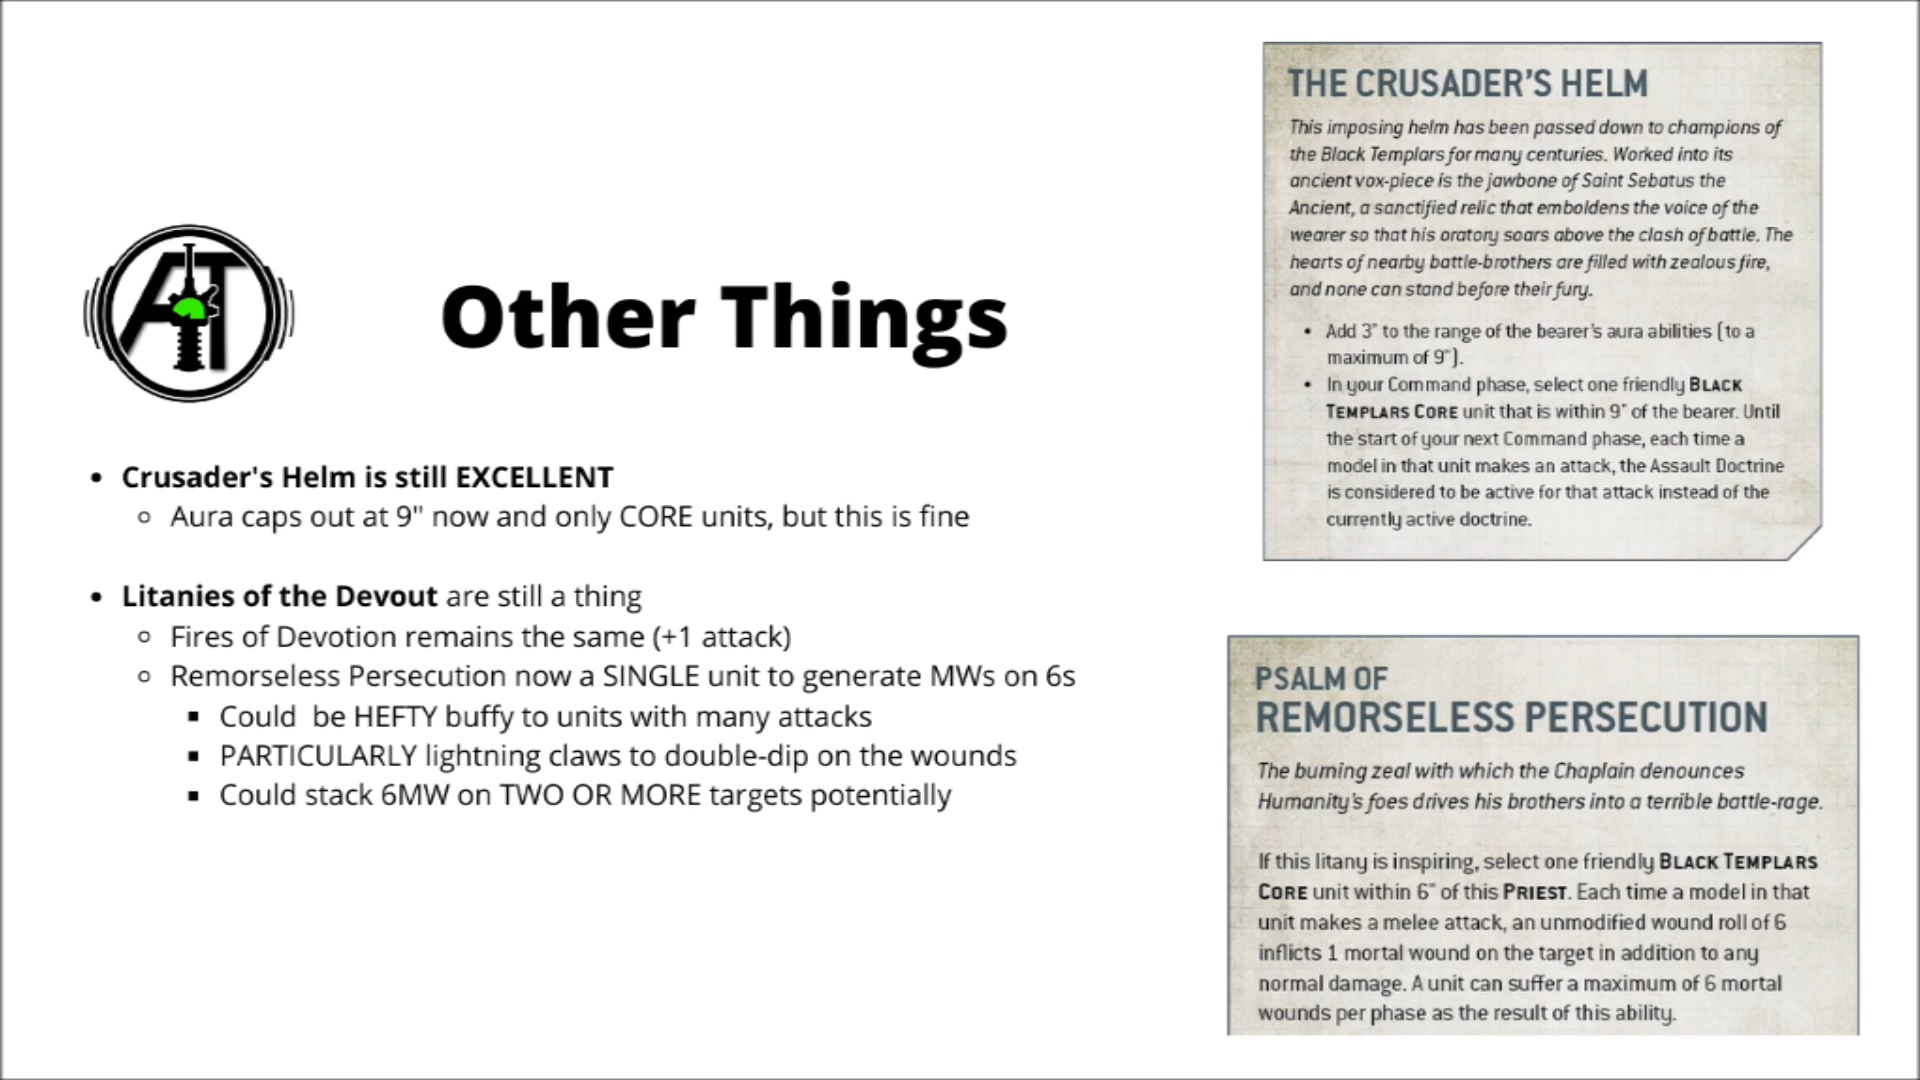 AT
Other Things
• Crusader's Helm is still EXCELLENT
○ Aura caps out at 9" now and only CORE units, but this is fine
• Litanies of the Devout are still a thing
○ Fires of Devotion remains the same (+1 attack)
○ Remorseless Persecution now a SINGLE unit to generate MWs on 6s
▪ Could  be HEFTY buffy to units with many attacks
▪ PARTICULARLY lightning claws to double-dip on the wounds
▪ Could stack 6MW on TWO OR MORE targets potentially
THE CRUSADER'S HELM
This imposing helm has been passed down to champions of
the Black Templars for many centuries. Worked into its
ancient vox-piece is the jawbone of Saint Sebatus the
Ancient, a sanctified relic that emboldens the voice of the
wearer so that his oratory soars above the clash of battle. The
hearts of nearby battle-brothers are filled with zealous fire,
and none can stand before their fury.
• Add 3" to the range of the bearer's aura abilities (to a
maximum of 9").
• In your Command phase, select one friendly BLACK
TEMPLARS CORE unit that is within 9" of the bearer. Until
the start of your next Command phase, each time a
model in that unit makes an attack, the Assault Doctrine
is considered to be active for that attack instead of the
currently active doctrine.
PSALM OF
REMORSELESS PERSECUTION
The burning zeal with which the Chaplain denounces
Humanity's foes drives his brothers into a terrible battle-rage.
If this litany is inspiring, select one friendly BLACK TEMPLARS
CORE unit within 6" of this PRIEST. Each time a model in that
unit makes a melee attack, an unmodified wound roll of 6
inflicts 1 mortal wound on the target in addition to any
normal damage. A unit can suffer a maximum of 6 mortal
wounds per phase as the result of this ability.